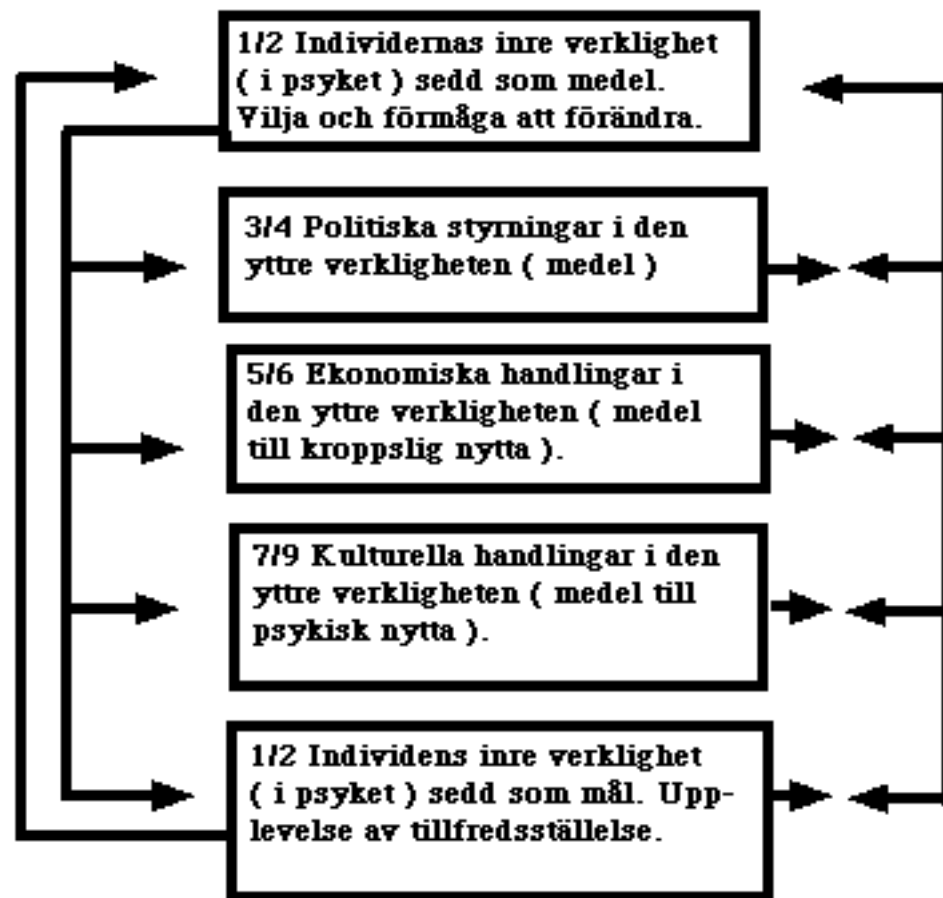 1/2 Individernas inre verklighet
( i psyket ) sedd som medel.
Vilja och förmåga att förändra.
3/4 Politiska styrningar i den
yttre verkligheten ( medel )
5/6 Ekonomiska handlingar i
den yttre verkligheten ( medel
till kroppslig nytta ).
7/9 Kulturella handlingar i den
yttre verkligheten ( medel till
psykisk nytta ).
1/2 Individens inre verklighet
( i psyket ) sedd som mål. Upp-
levelse av tillfredsställelse.